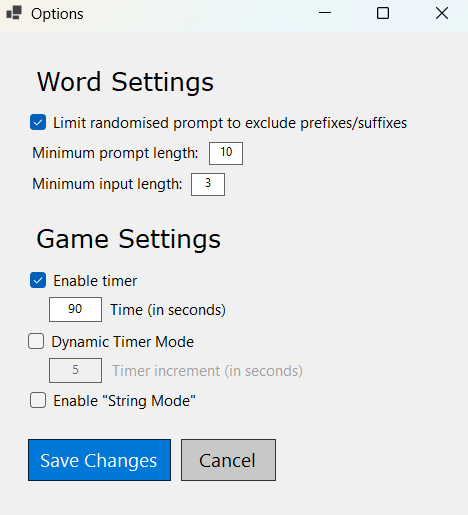 Options
Word Settings
Limit randomised prompt to exclude prefixes/suffixes
Minimum prompt length: 10
Minimum input length: 3
Game Settings
Enable timer
90 Time (in seconds)
Dynamic Timer Mode
5 Timer increment (in seconds)
Enable "String Mode"
Save Changes Cancel